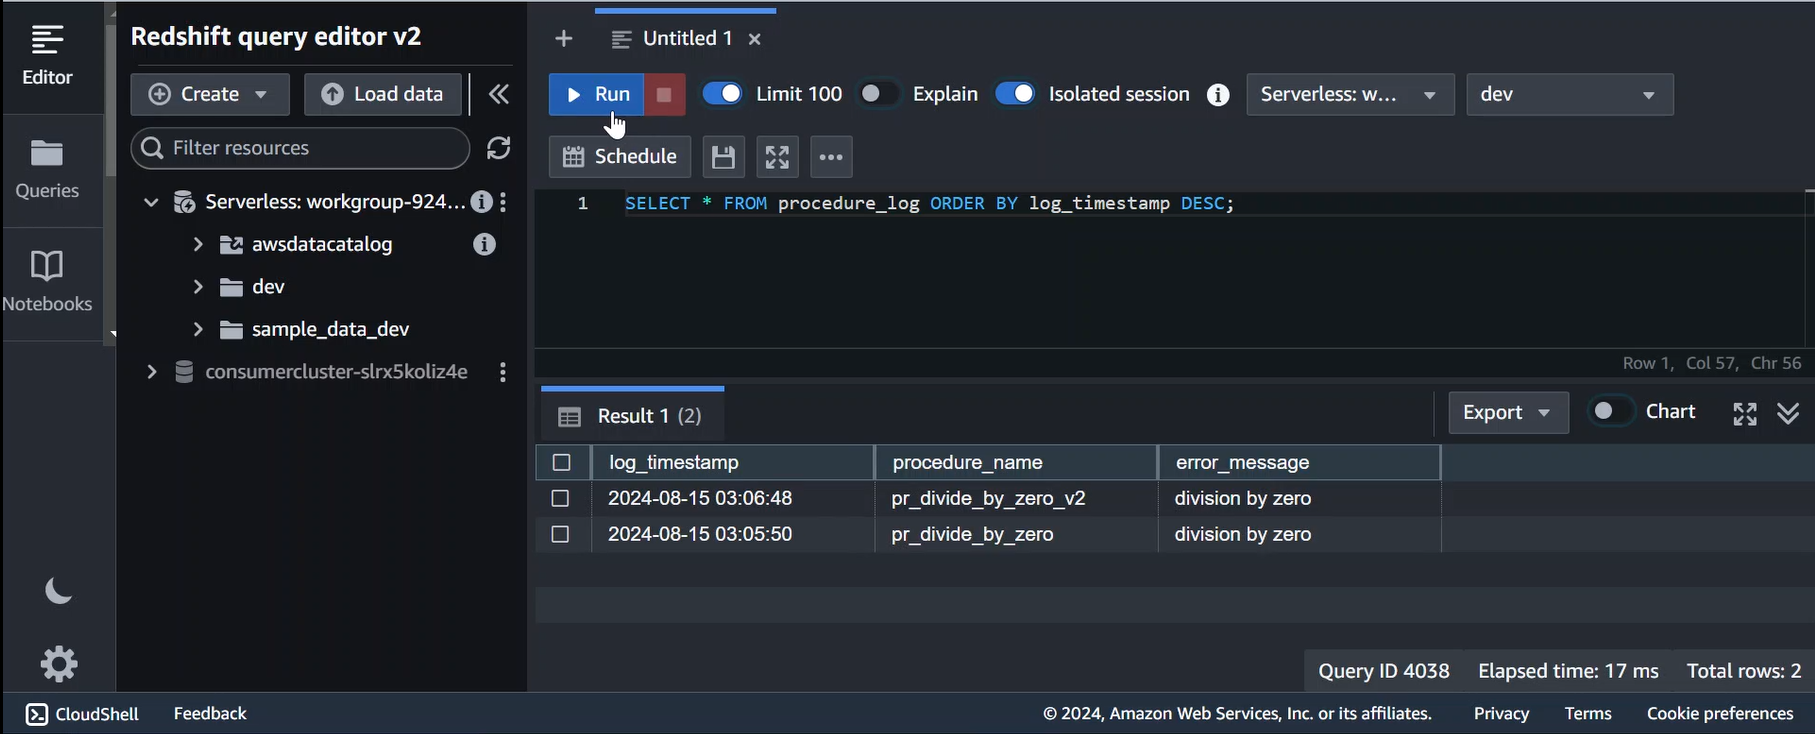 Redshift query editor v2
Editor
Queries
Notebooks
Create
Load data
Filter resources
Serverless: workgroup-924...
awsdatacatalog
dev
sample_data_dev
consumercluster-slrx5koliz4e
Untitled 1
Run
Limit 100
Explain
Isolated session
Serverless: w...
dev
Schedule
1 SELECT * FROM procedure_log ORDER BY log_timestamp DESC;
Row 1, Col 57, Chr 56
Result 1 (2)
Export
Chart
log_timestamp procedure_name error_message
2024-08-15 03:06:48 pr_divide_by_zero_v2 division by zero
2024-08-15 03:05:50 pr_divide_by_zero division by zero
Query ID 4038 Elapsed time: 17 ms Total rows: 2
CloudShell Feedback © 2024, Amazon Web Services, Inc. or its affiliates. Privacy Terms Cookie preferences